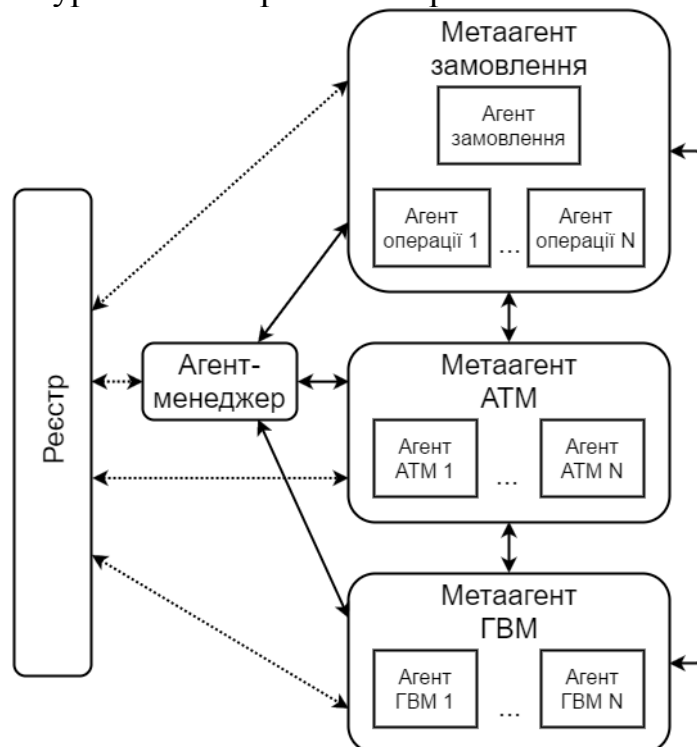 Метаагент
замовлення
Агент
замовлення
Агент
операції 1
...
Агент
операції N
Реєстр
Агент-
менеджер
Метаагент
АТМ
Агент
АТМ 1
...
Агент
АТМ N
Метаагент
ГВМ
Агент
ГВМ 1
...
Агент
ГВМ N